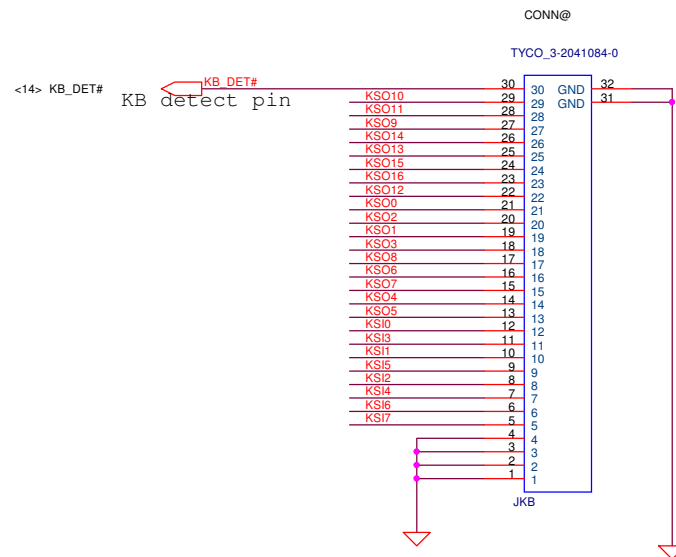 CONN@
TYCO_3-2041084-0
<14> KB_DET# KB_DET# 30 30 GND 32
KB detect pin
KSO10 29 29 GND 31
KSO11 28 28
KSO9 27 27
KSO14 26 26
KSO13 25 25
KSO15 24 24
KSO16 23 23
KSO12 22 22
KSO0 21 21
KSO2 20 20
KSO1 19 19
KSO3 18 18
KSO8 17 17
KSO6 16 16
KSO7 15 15
KSO4 14 14
KSO5 13 13
KSI0 12 12
KSI3 11 11
KSI1 10 10
KSI5 9 9
KSI2 8 8
KSI4 7 7
KSI6 6 6
KSI7 5 5
4 4
3 3
2 2
1 1
JKB